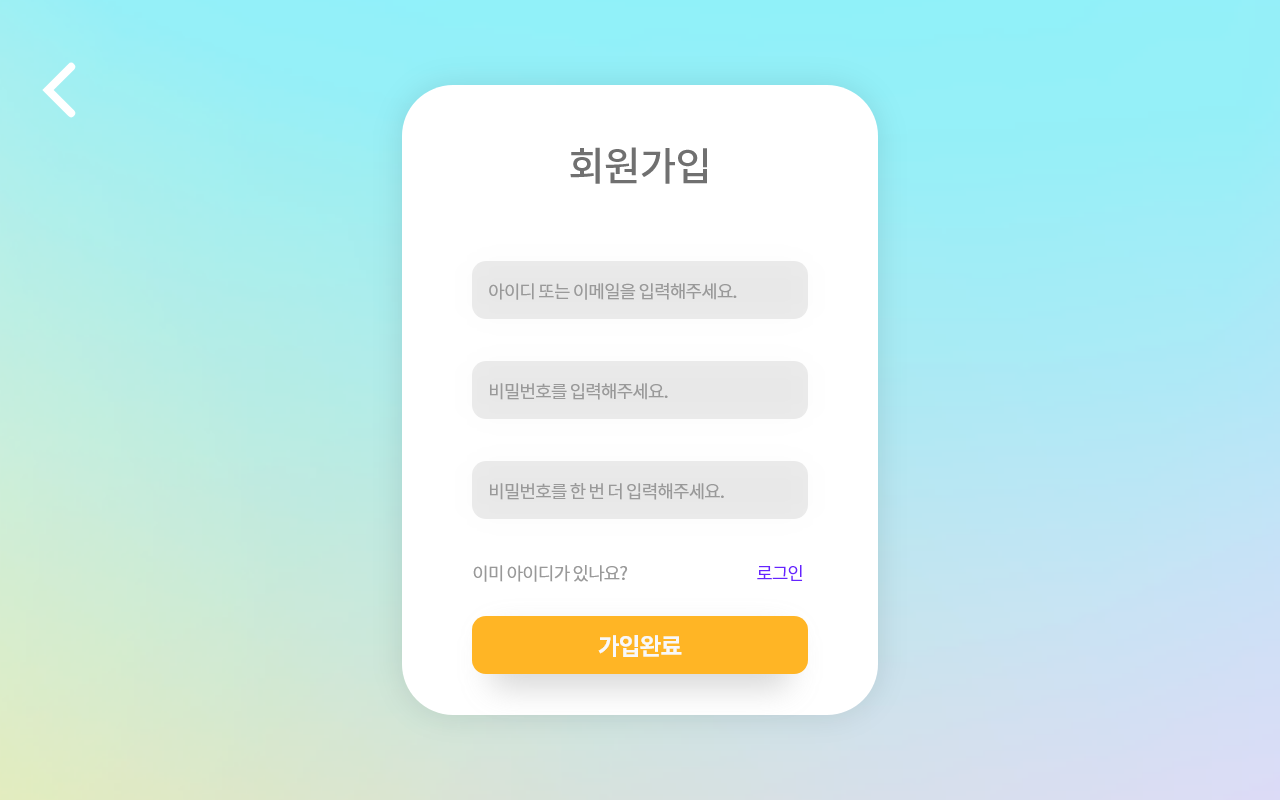 회원가입
아이디 또는 이메일을 입력해주세요.
비밀번호를 입력해주세요.
비밀번호를 한 번 더 입력해주세요.
이미 아이디가 있나요? 로그인
가입완료